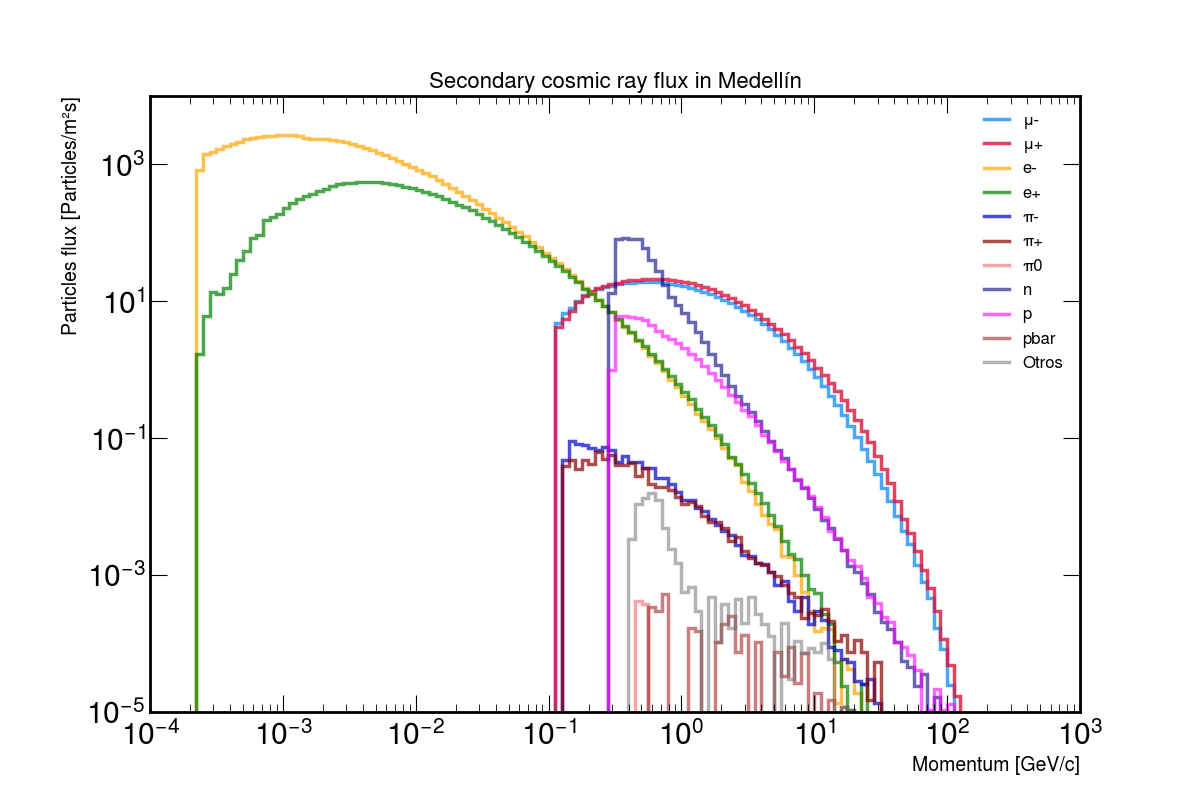 Secondary cosmic ray flux in Medellín
Particles flux [Particles/m²s]
10³
10¹
10⁻¹
10⁻³
10⁻⁵
10⁻⁴ 10⁻³ 10⁻² 10⁻¹ 10⁰ 10¹ 10² 10³
Momentum [GeV/c]
μ-
μ+
e-
e+
π-
π+
π0
n
p
pbar
Otros